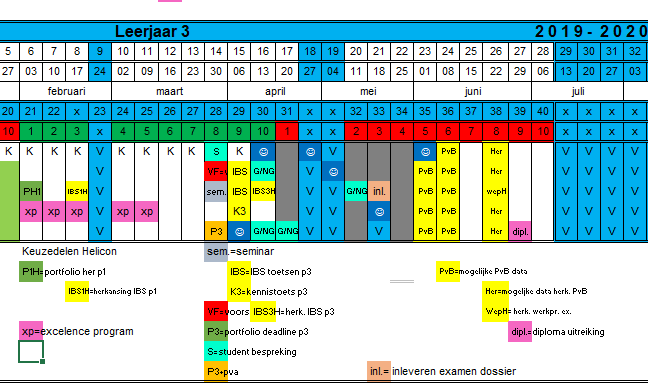 Leerjaar 3 2019-2020
5 6 7 8 9 10 11 12 13 14 15 16 17 18 19 20 21 22 23 24 25 26 27 28 29 30 31 32
27 03 10 17 24 02 09 16 23 30 06 13 20 27 04 11 18 25 01 08 15 22 29 06 13 20 27 03
februari maart april mei juni juli
20 21 22 x 23 24 25 26 27 28 29 30 31 x x 32 33 34 35 36 37 38 39 40 x x x x
10 1 2 3 x 4 5 6 7 8 9 10 1 x x 2 3 4 5 6 7 8 9 10 x x x x
K K K K V K K K K S K ☺ ☺ V ☺ PvB Her V V V V
V VF= IBS G/NG V ☺ PvB PvB Her V V V V
PH1 IBS1H V sem. IBS IBS3H V V G/NG inl. PvB PvB wepH V V V V
xp xp xp V xp xp K3 V V ☺ PvB PvB Her V V V V
V P3 ☺ G/NG G/NG V V PvB PvB Her dipl. V V V V
Keuzedelen Helicon sem.=seminar
P1H=portfolio her p1 IBS=IBS toetsen p3 PvB=mogelijke PvB data
IBS1H=herkansing IBS p1 K3=kennistoets p3 Her=mogelijke data herk. PvB
VF=voors IBS3H=herk. IBS p3 WepH= herk. werkpr. ex.
xp=excelence program P3=portfolio deadline p3 dipl.=diploma uitreiking
S=student bespreking
P3+pva inl.= inleveren examen dossier